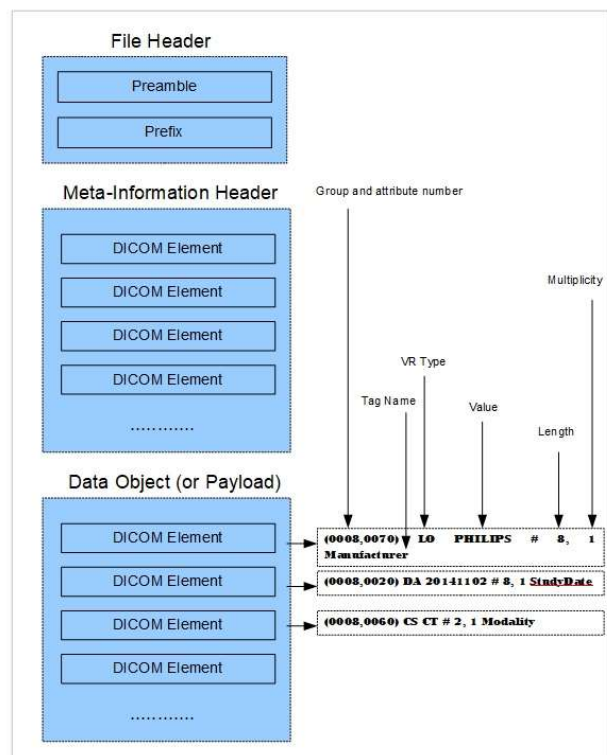 File Header
Preamble
Prefix
Meta-Information Header
Group and attribute number
DICOM Element
DICOM Element
Multiplicity
DICOM Element
VR Type
DICOM Element
Tag Name
Value
............
Length
Data Object (or Payload)
DICOM Element
(0008,0070) LO PHILIPS # 8, 1
Manufacturer
DICOM Element
(0008,0020) DA 20141102 # 8, 1 StudyDate
DICOM Element
(0008,0060) CS CT # 2, 1 Modality
DICOM Element
............